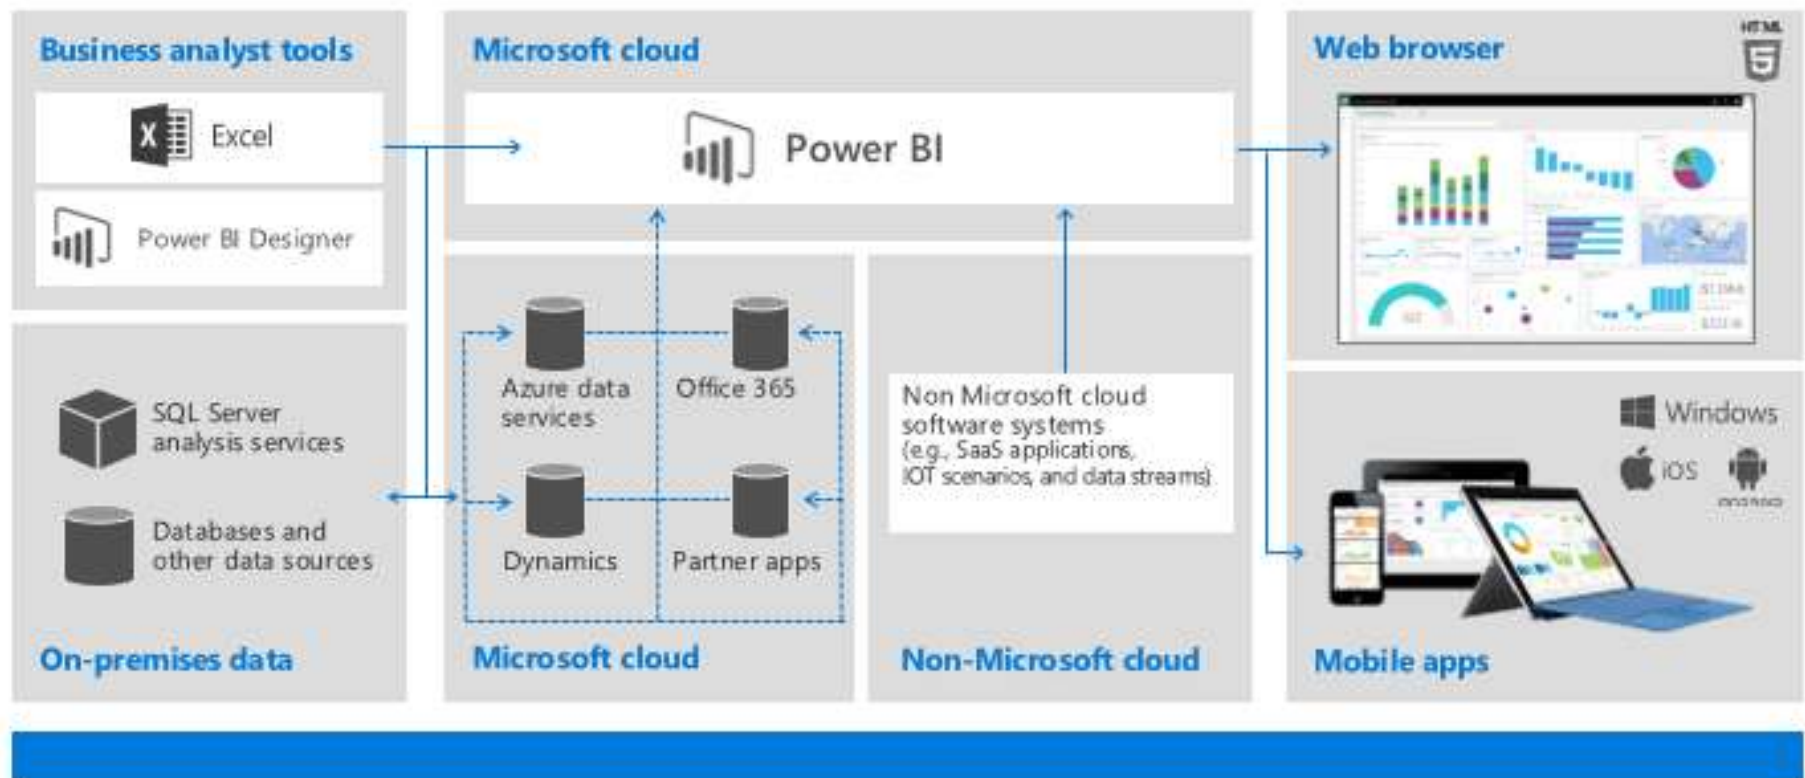 Business analyst tools
Excel
Power BI Designer
SQL Server
analysis services
Databases and
other data sources
On-premises data
Microsoft cloud
Power BI
Azure data
services
Office 365
Dynamics
Partner apps
Microsoft cloud
Non Microsoft cloud
software systems
(e.g., SaaS applications,
IOT scenarios, and data streams)
Non-Microsoft cloud
Web browser
HTML
5
Windows
iOS
ANDROID
Mobile apps